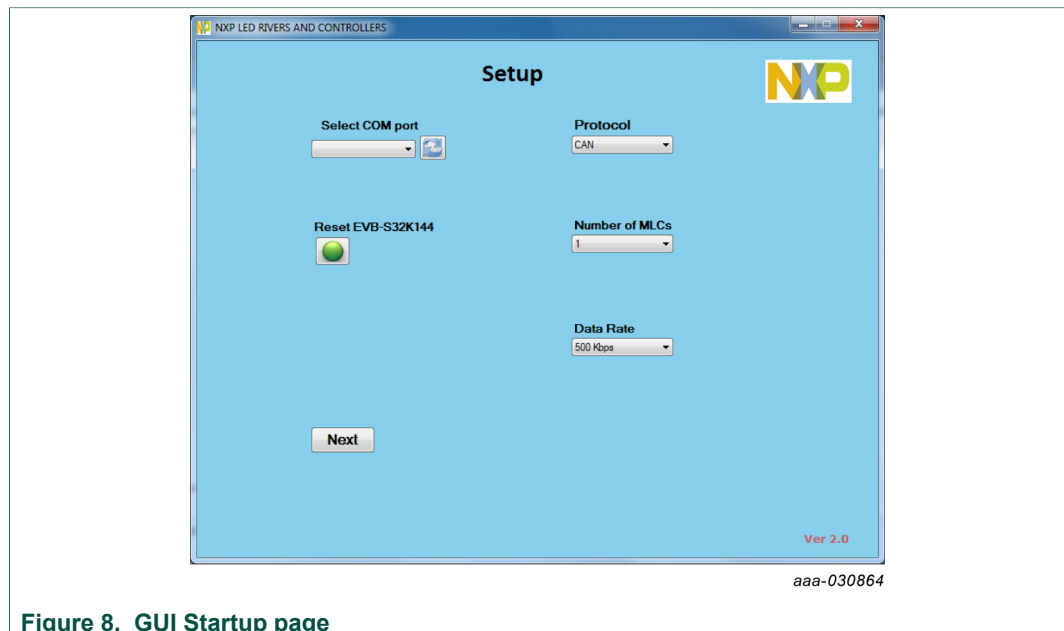 NXP LED RIVERS AND CONTROLLERS
Setup
NXP
Select COM port
Protocol
CAN
Reset EVB-S32K144
Number of MLCs
1
Data Rate
500 Kbps
Next
Ver 2.0
aaa-030864
Figure 8. GUI Startup page